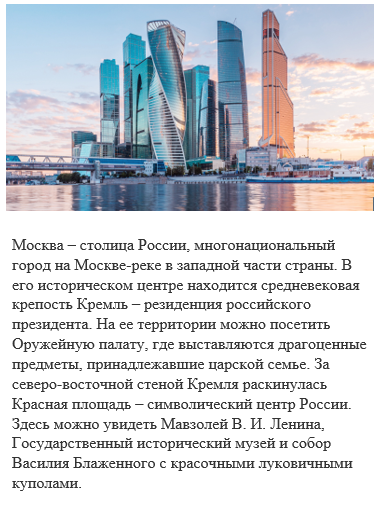 Москва – столица России, многонациональный
город на Москве-реке в западной части страны. В
его историческом центре находится средневековая
крепость Кремль – резиденция российского
президента. На ее территории можно посетить
Оружейную палату, где выставляются драгоценные
предметы, принадлежавшие царской семье. За
северо-восточной стеной Кремля раскинулась
Красная площадь – символический центр России.
Здесь можно увидеть Мавзолей В. И. Ленина,
Государственный исторический музей и собор
Василия Блаженного с красочными луковичными
куполами.